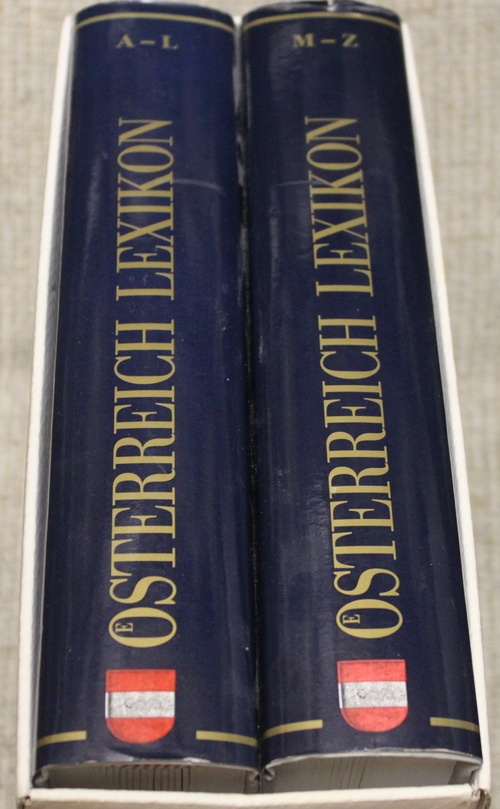 A – L
ÖSTERREICH LEXIKON
M – Z
ÖSTERREICH LEXIKON